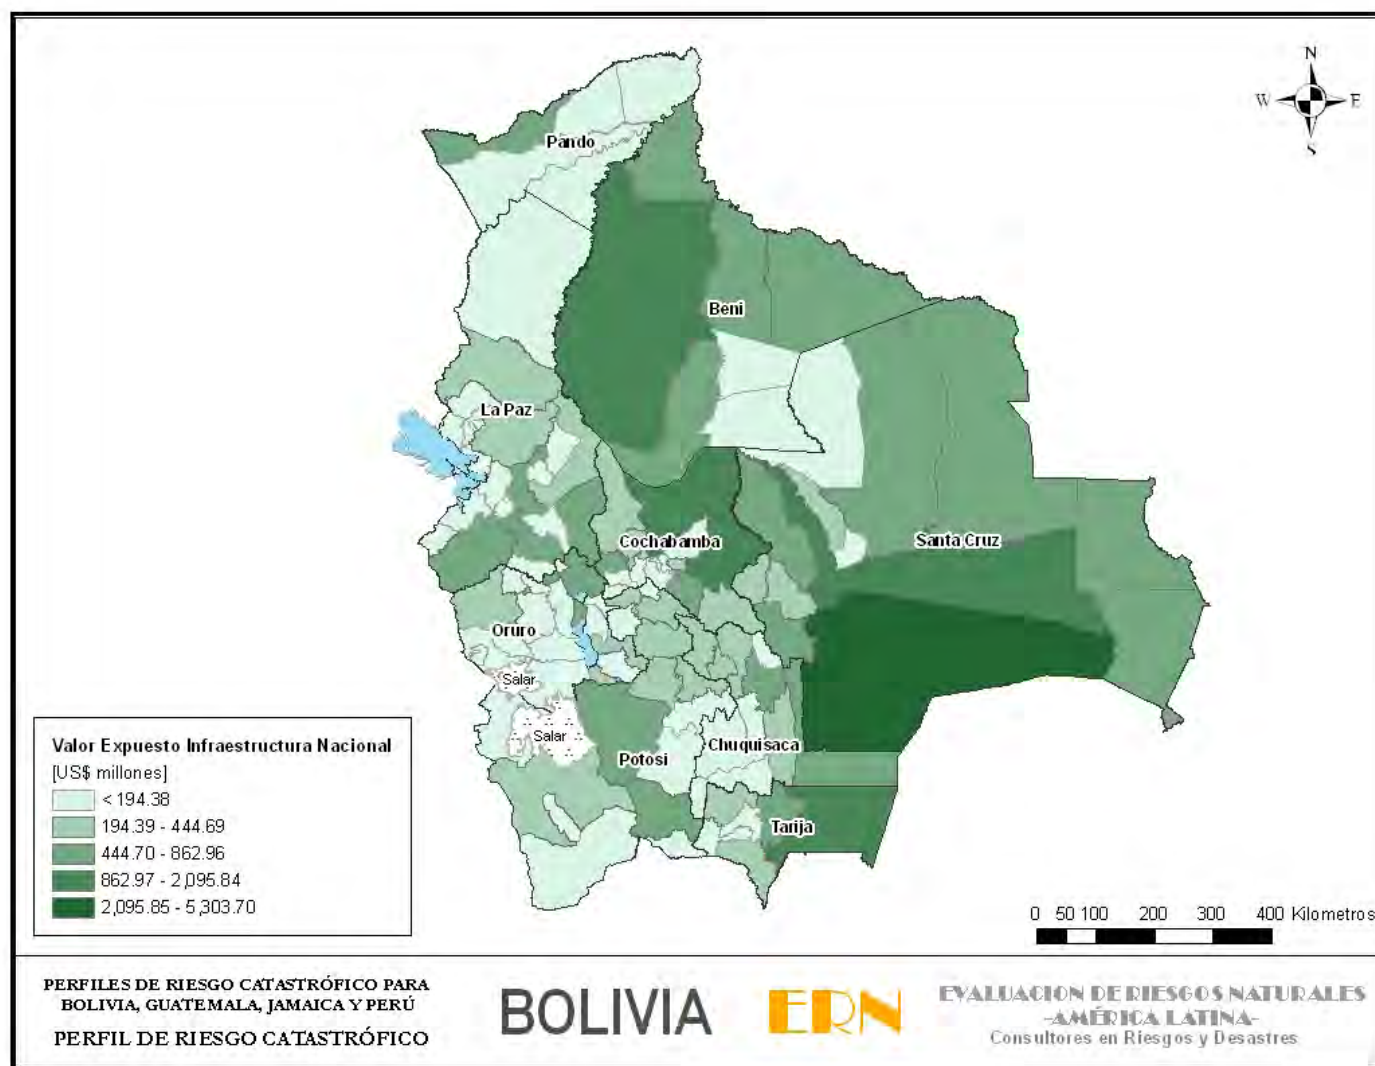 N
W E
S
Pando
Beni
La Paz
Cochabamba
Santa Cruz
Oruro
Salar
Salar
Chuquisaca
Potosi
Tarija
Valor Expuesto Infraestructura Nacional
[US$ millones]
< 194.38
194.39 - 444.69
444.70 - 862.96
862.97 - 2,095.84
2,095.85 - 5,303.70
0 50 100 200 300 400 Kilometros
PERFILES DE RIESGO CATASTRÓFICO PARA
BOLIVIA, GUATEMALA, JAMAICA Y PERÚ
PERFIL DE RIESGO CATASTRÓFICO
BOLIVIA
ERN
EVALUACION DE RIESGOS NATURALES
-AMÉRICA LATINA-
Consultores en Riesgos y Desastres